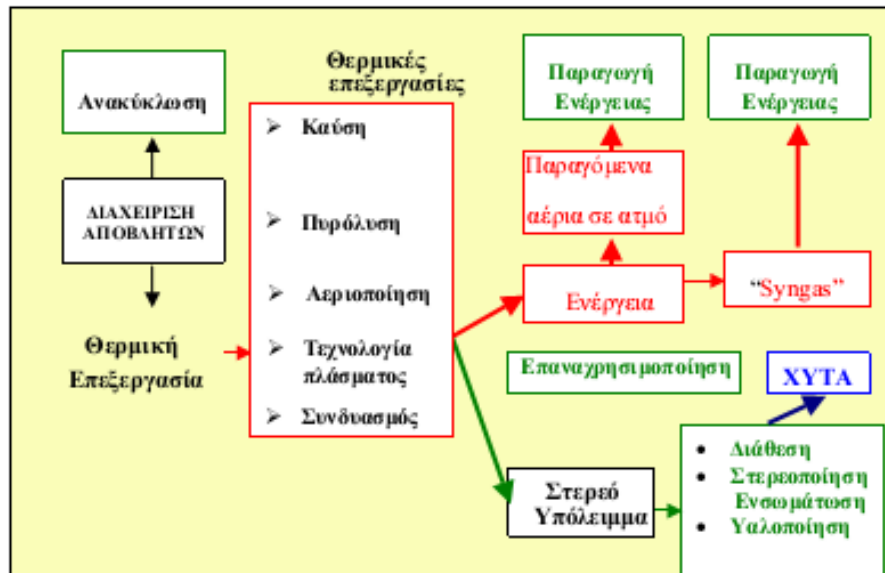 Ανακύκλωση
ΔΙΑΧΕΙΡΙΣΗ
ΑΠΟΒΛΗΤΩΝ
Θερμική
Επεξεργασία
Θερμικές
επεξεργασίες
➢ Καύση
➢ Πυρόλυση
➢ Αεριοποίηση
➢ Τεχνολογία
πλάσματος
➢ Συνδυασμός
Παραγωγή
Ενέργειας
Παραγόμενα
αέρια σε ατμό
Ενέργεια
Παραγωγή
Ενέργειας
“Syngas”
Επαναχρησιμοποίηση
ΧΥΤΑ
Στερεό
Υπόλειμμα
• Διάθεση
• Στερεοποίηση
Ενσωμάτωση
• Υαλοποίηση